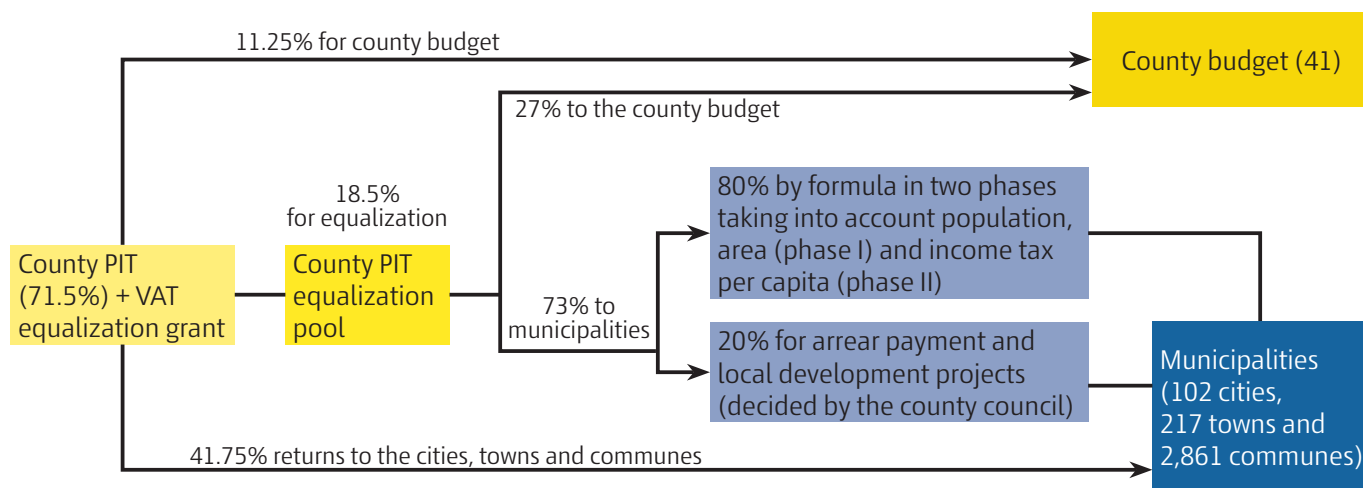 11.25% for county budget
County budget (41)
27% to the county budget
18.5%
for equalization
80% by formula in two phases
taking into account population,
area (phase I) and income tax
per capita (phase II)
County PIT
(71.5%) + VAT
equalization grant
County PIT
equalization
pool
73% to
municipalities
20% for arrear payment and
local development projects
(decided by the county council)
Municipalities
(102 cities,
217 towns and
2,861 communes)
41.75% returns to the cities, towns and communes